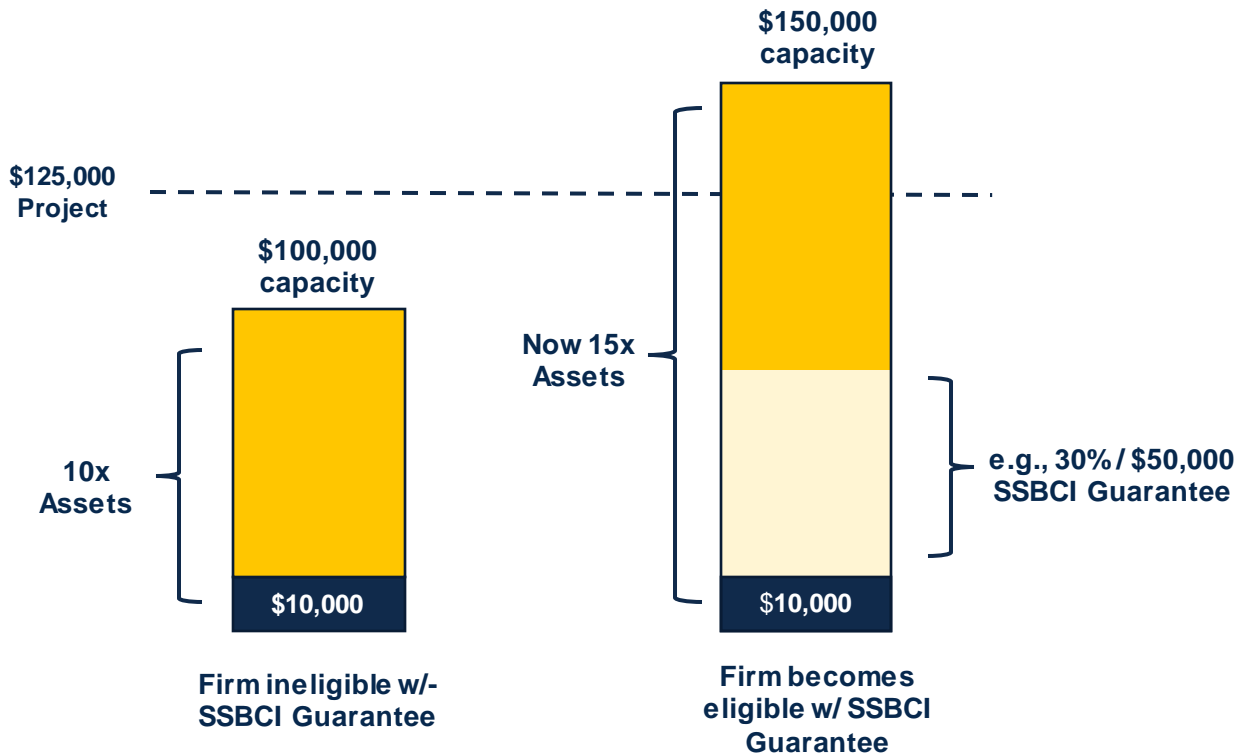 $150,000
capacity
$125,000
Project
$100,000
capacity
Now 15x
Assets
10x
Assets
e.g., 30% / $50,000
SSBCI Guarantee
$10,000
$10,000
Firm ineligible w/-
SSBCI Guarantee
Firm becomes
eligible w/ SSBCI
Guarantee